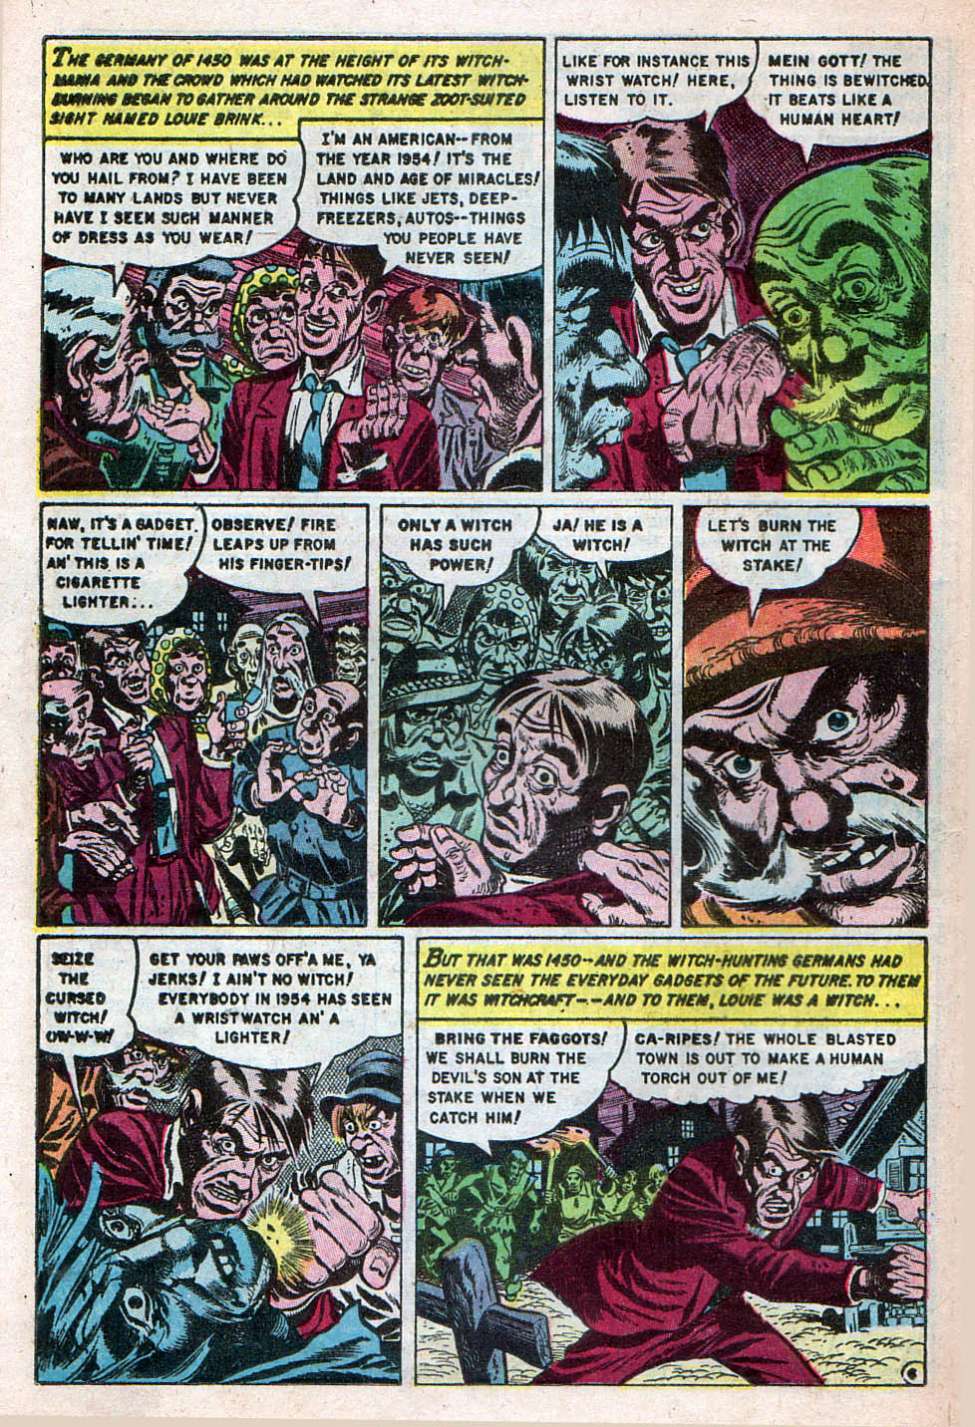 THE GERMANY OF 1450 WAS AT THE HEIGHT OF ITS WITCH-
MANIA AND THE CROWD WHICH HAD WATCHED ITS LATEST WITCH-
BURNING BEGAN TO GATHER AROUND THE STRANGE ZOOT-SUITED
SIGHT NAMED LOUIE BRINK...
WHO ARE YOU AND WHERE DO
YOU HAIL FROM? I HAVE BEEN
TO MANY LANDS BUT NEVER
HAVE I SEEN SUCH MANNER
OF DRESS AS YOU WEAR!
I'M AN AMERICAN--FROM
THE YEAR 1954! IT'S THE
LAND AND AGE OF MIRACLES!
THINGS LIKE JETS, DEEP-
FREEZERS, AUTOS--THINGS
YOU PEOPLE HAVE
NEVER SEEN!
LIKE FOR INSTANCE THIS
WRIST WATCH! HERE,
LISTEN TO IT.
MEIN GOTT! THE
THING IS BEWITCHED.
IT BEATS LIKE A
HUMAN HEART!
NAW, IT'S A GADGET
FOR TELLIN' TIME!
AN' THIS IS A
CIGARETTE
LIGHTER...
OBSERVE! FIRE
LEAPS UP FROM
HIS FINGER-TIPS!
ONLY A WITCH
HAS SUCH
POWER!
JA! HE IS A
WITCH!
LET'S BURN THE
WITCH AT THE
STAKE!
SEIZE
THE
CURSED
WITCH!
OW-W-W!
GET YOUR PAWS OFF'A ME, YA
JERKS! I AIN'T NO WITCH!
EVERYBODY IN 1954 HAS SEEN
A WRISTWATCH AN' A
LIGHTER!
BUT THAT WAS 1450--AND THE WITCH-HUNTING GERMANS HAD
NEVER SEEN THE EVERYDAY GADGETS OF THE FUTURE. TO THEM
IT WAS WITCHCRAFT---AND TO THEM, LOUIE WAS A WITCH...
BRING THE FAGGOTS!
WE SHALL BURN THE
DEVIL'S SON AT THE
STAKE WHEN WE
CATCH HIM!
CA-RIPES! THE WHOLE BLASTED
TOWN IS OUT TO MAKE A HUMAN
TORCH OUT OF ME!